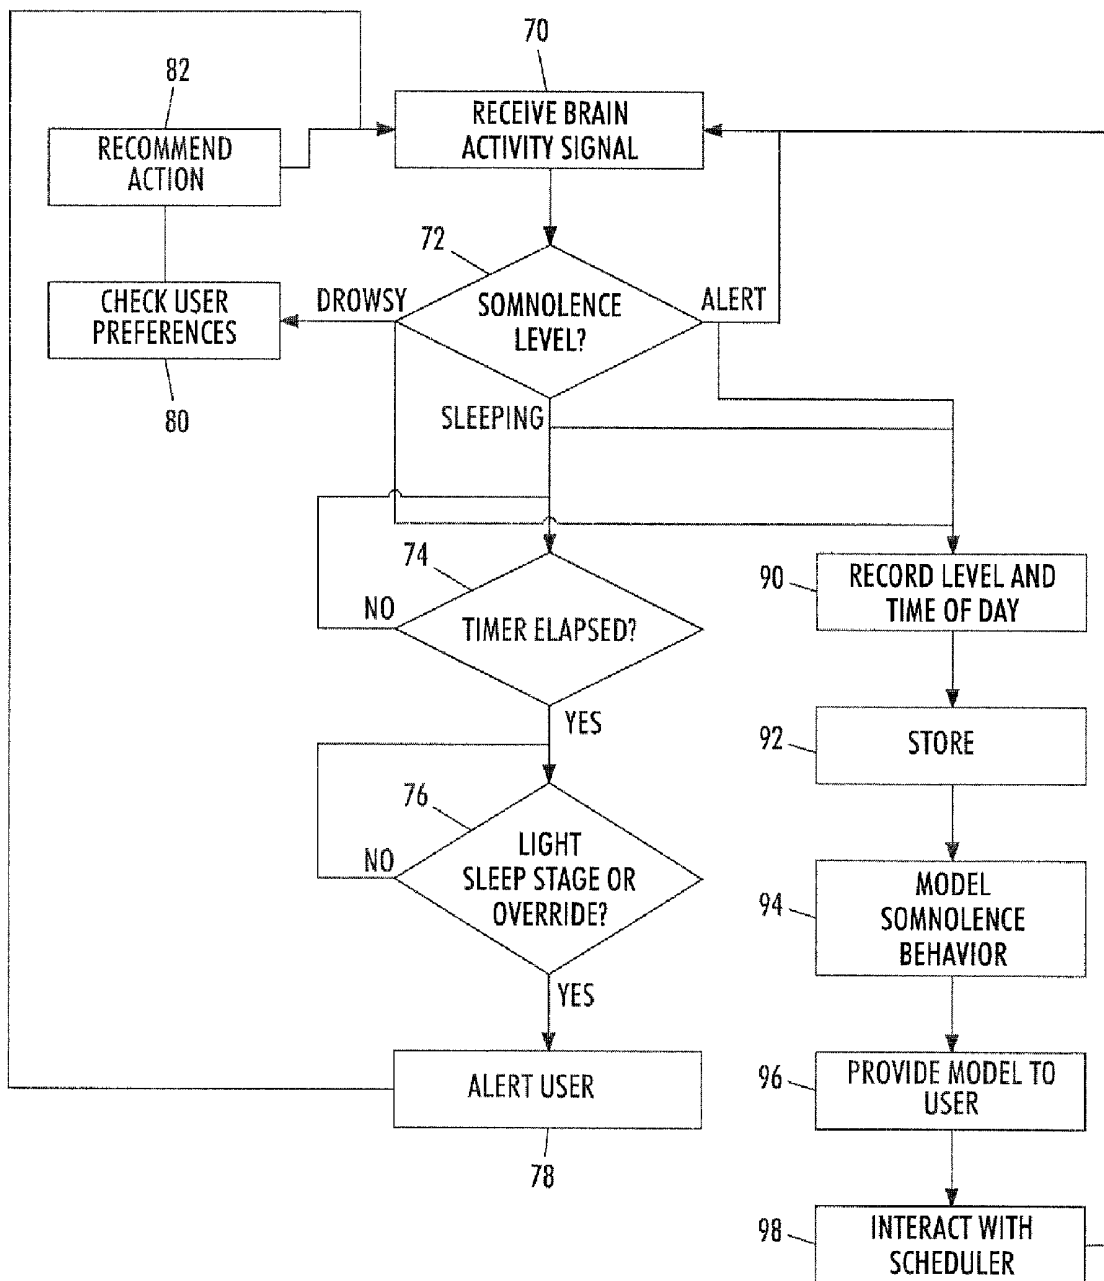 70
82
RECEIVE BRAIN
ACTIVITY SIGNAL
RECOMMEND
ACTION
72
DROWSY
SOMNOLENCE
LEVEL?
ALERT
CHECK USER
PREFERENCES
80
SLEEPING
74
NO
TIMER ELAPSED?
YES
90
RECORD LEVEL AND
TIME OF DAY
92
STORE
76
NO
LIGHT
SLEEP STAGE OR
OVERRIDE?
YES
94
MODEL
SOMNOLENCE
BEHAVIOR
ALERT USER
78
96
PROVIDE MODEL TO
USER
98
INTERACT WITH
SCHEDULER